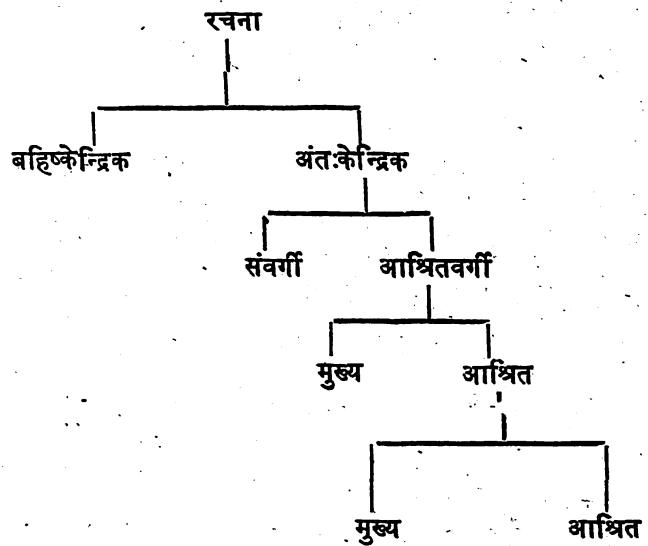 रचना
बहिष्केन्द्रिक अंत:केन्द्रिक
संवर्गी आश्रितवर्गी
मुख्य आश्रित
मुख्य आश्रित